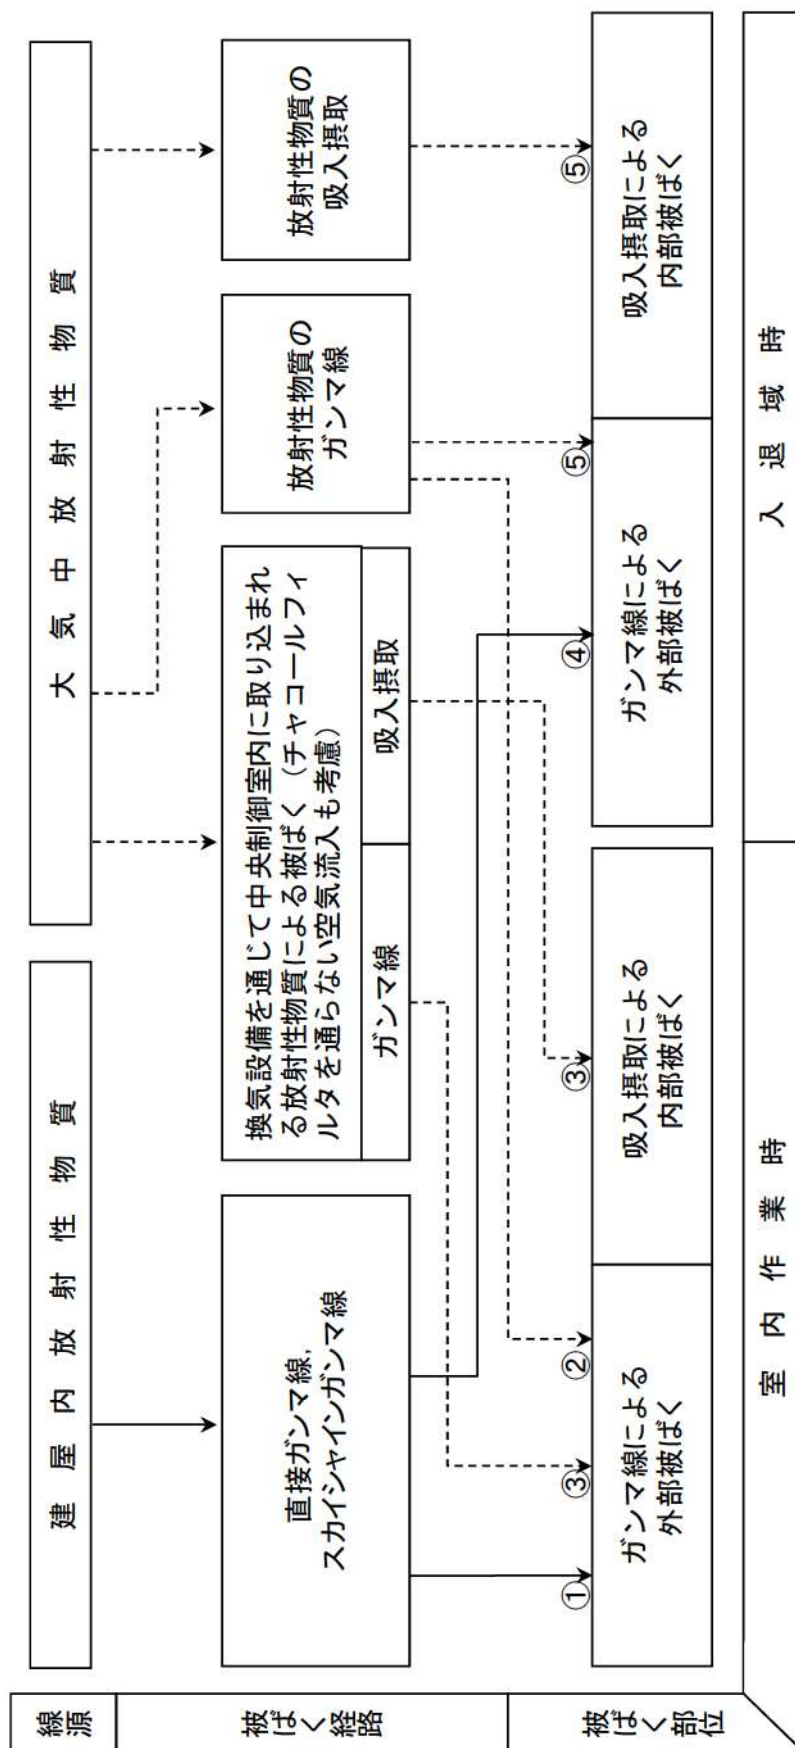 線源
建屋内放射性物質
大気中放射性物質
被ばく経路
直接ガンマ線,
スカイシャインガンマ線
換気設備を通じて中央制御室内に取り込まれ
る放射性物質による被ばく（チャコールフィ
ルタを通らない空気流入も考慮）
ガンマ線
吸入摂取
放射性物質の
ガンマ線
放射性物質の
吸入摂取
被ばく部位
①
③
②
③
④
⑤
⑤
ガンマ線による
外部被ばく
吸入摂取による
内部被ばく
ガンマ線による
外部被ばく
吸入摂取による
内部被ばく
室内作業時
入退域時